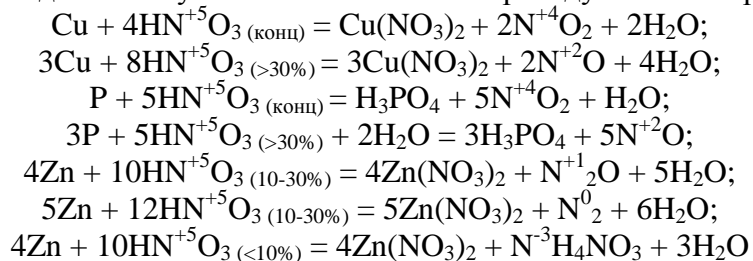 Cu + 4HN⁺⁵O₃ (конц) = Cu(NO₃)₂ + 2N⁺⁴O₂ + 2H₂O;
3Cu + 8HN⁺⁵O₃ (>30%) = 3Cu(NO₃)₂ + 2N⁺²O + 4H₂O;
P + 5HN⁺⁵O₃ (конц) = H₃PO₄ + 5N⁺⁴O₂ + H₂O;
3P + 5HN⁺⁵O₃ (>30%) + 2H₂O = 3H₃PO₄ + 5N⁺²O;
4Zn + 10HN⁺⁵O₃ (10-30%) = 4Zn(NO₃)₂ + N⁺¹₂O + 5H₂O;
5Zn + 12HN⁺⁵O₃ (10-30%) = 5Zn(NO₃)₂ + N⁰₂ + 6H₂O;
4Zn + 10HN⁺⁵O₃ (<10%) = 4Zn(NO₃)₂ + N⁻³H₄NO₃ + 3H₂O